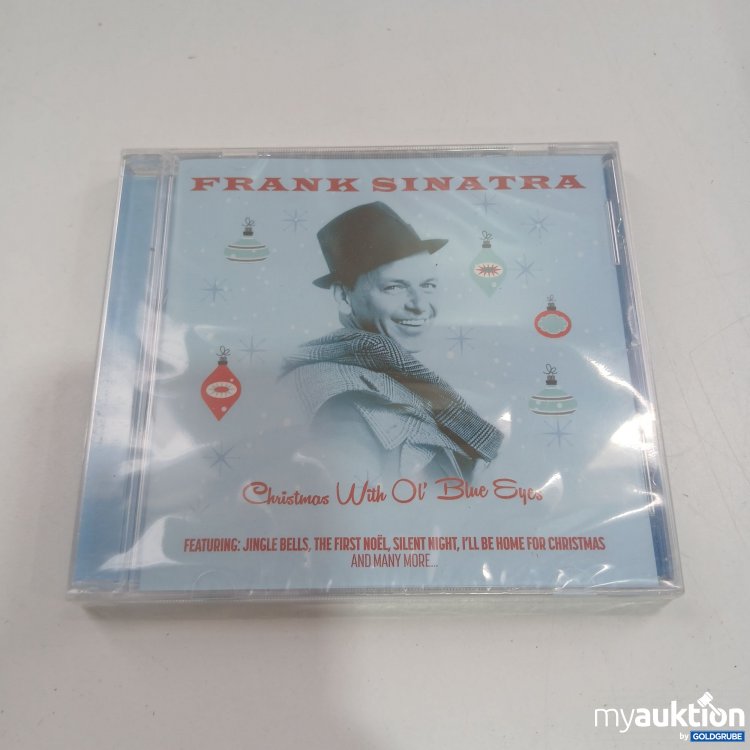 FRANK SINATRA
Christmas With Ol' Blue Eyes
FEATURING: JINGLE BELLS, THE FIRST NOËL, SILENT NIGHT, I'LL BE HOME FOR CHRISTMAS
AND MANY MORE...
myauktion
by GOLDGRUBE